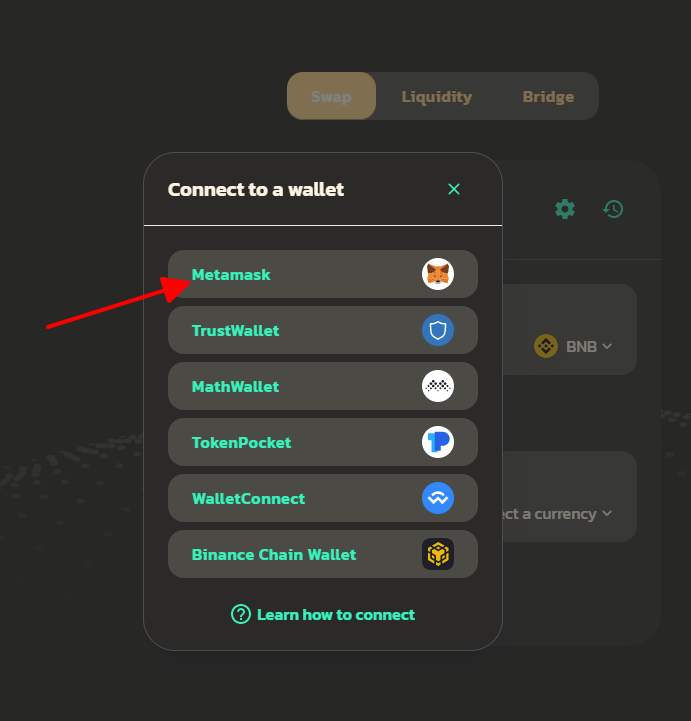 Swap Liquidity Bridge
Connect to a wallet
Metamask
TrustWallet
BNB
MathWallet
TokenPocket
WalletConnect
a currency
Binance Chain Wallet
Learn how to connect